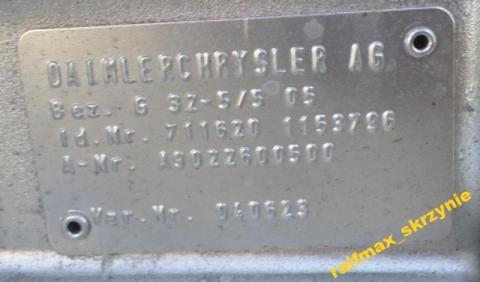 DAIMLERCHRYSLER AG
Bez. G 32-5/5 05
Id.Nr. 711620 1153796
A-Nr. A9022600500
Ver.Nr. 040623
ralfmax_skrzynie